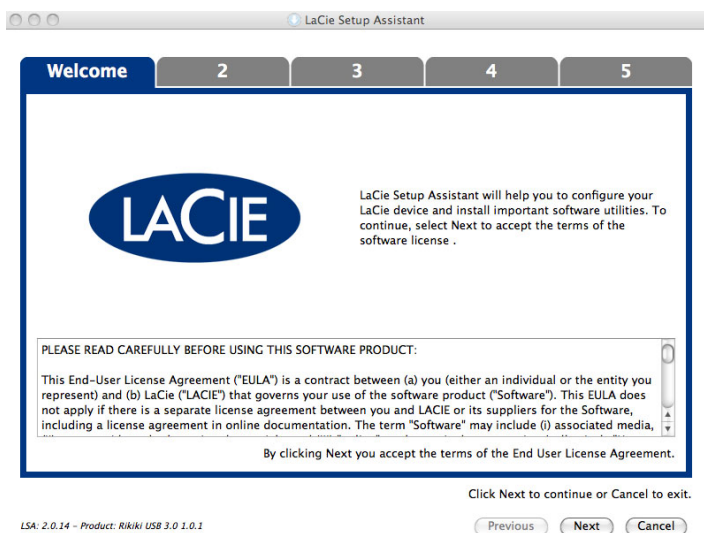 LaCie Setup Assistant
Welcome 2 3 4 5
LACIE
LaCie Setup Assistant will help you to configure your
LaCie device and install important software utilities. To
continue, select Next to accept the terms of the
software license .
PLEASE READ CAREFULLY BEFORE USING THIS SOFTWARE PRODUCT:
This End-User License Agreement ("EULA") is a contract between (a) you (either an individual or the entity you
represent) and (b) LaCie ("LACIE") that governs your use of the software product ("Software"). This EULA does
not apply if there is a separate license agreement between you and LACIE or its suppliers for the Software,
including a license agreement in online documentation. The term "Software" may include (i) associated media,
By clicking Next you accept the terms of the End User License Agreement.
Click Next to continue or Cancel to exit.
LSA: 2.0.14 - Product: Rikiki USB 3.0 1.0.1
Previous Next Cancel